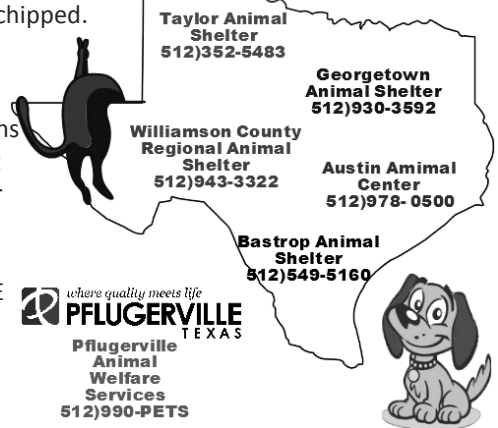 chipped.
Taylor Animal
Shelter
512)352-5483
Georgetown
Animal Shelter
512)930-3592
ns
Williamson County
Regional Animal
Shelter
512)943-3322
Austin Amimal
Center
512)978- 0500
Bastrop Animal
Shelter
512)549-5160
E
where quality meets life
PFLUGERVILLE
TEXAS
Pflugerville
Animal
Welfare
Services
512)990-PETS